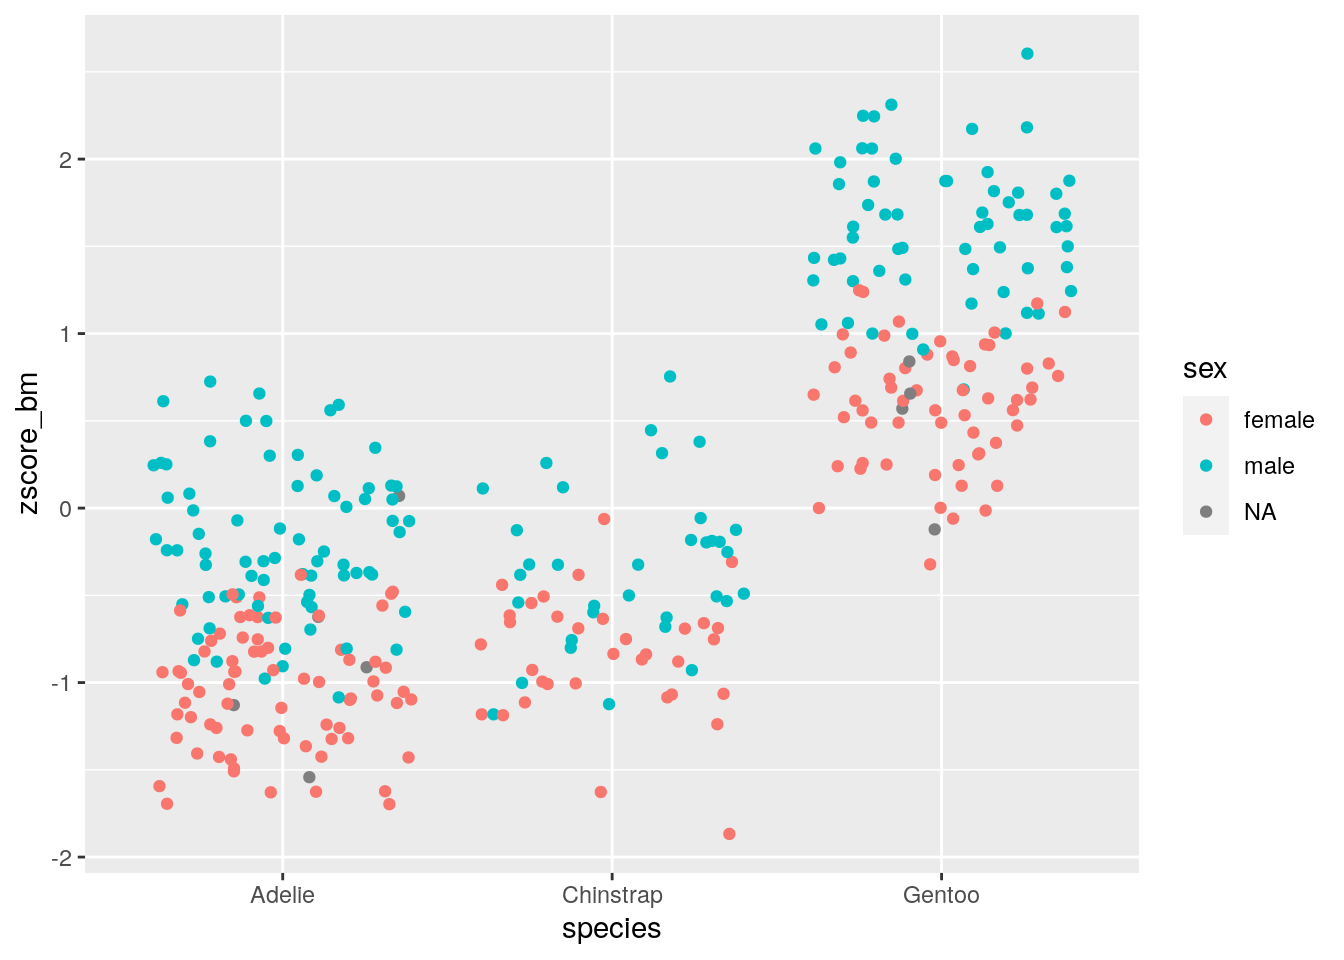 zscore_bm
2
1
0
-1
-2
Adelie
Chinstrap
Gentoo
species
sex
female
male
NA